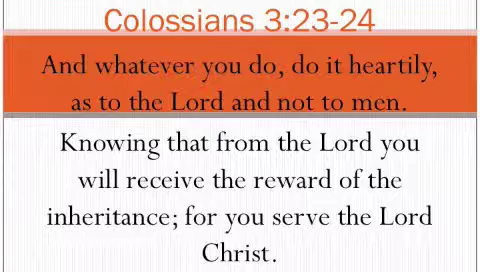 Colossians 3:23-24
And whatever you do, do it heartily,
as to the Lord and not to men.
Knowing that from the Lord you
will receive the reward of the
inheritance; for you serve the Lord
Christ.